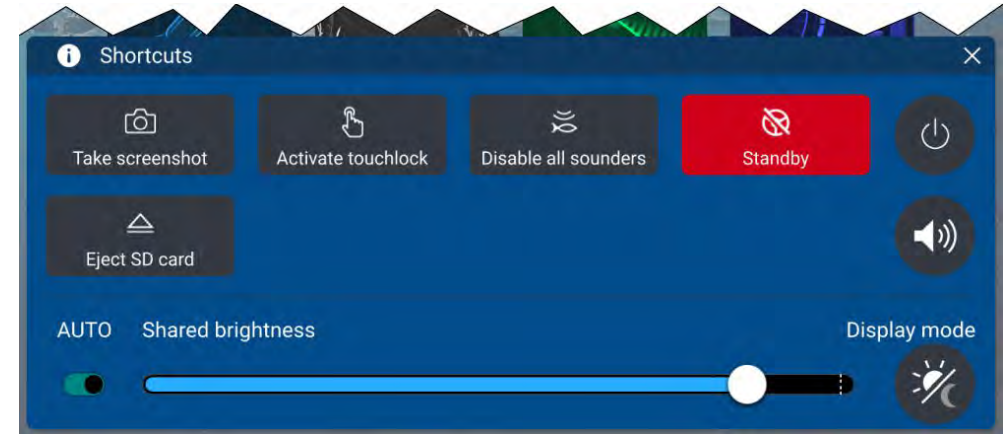 Shortcuts
Take screenshot
Activate touchlock
Disable all sounders
Standby
Eject SD card
AUTO
Shared brightness
Display mode